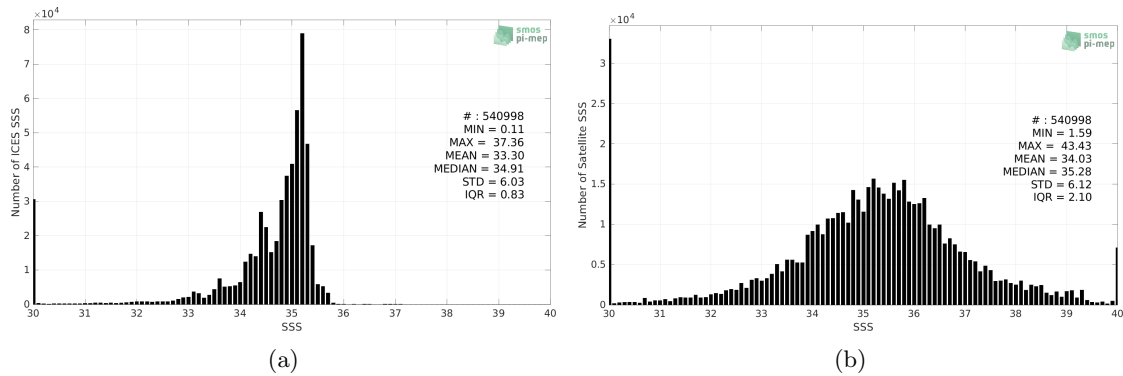 ×10⁴
8
7
6
5
4
3
2
1
0
Number of ICES SSS
smos
pi-mep
# : 540998
MIN = 0.11
MAX = 37.36
MEAN = 33.30
MEDIAN = 34.91
STD = 6.03
IQR = 0.83
30 31 32 33 34 35 36 37 38 39 40
SSS
(a)
×10⁴
3
2.5
2
1.5
1
0.5
0
Number of Satellite SSS
smos
pi-mep
# : 540998
MIN = 1.59
MAX = 43.43
MEAN = 34.03
MEDIAN = 35.28
STD = 6.12
IQR = 2.10
30 31 32 33 34 35 36 37 38 39 40
SSS
(b)